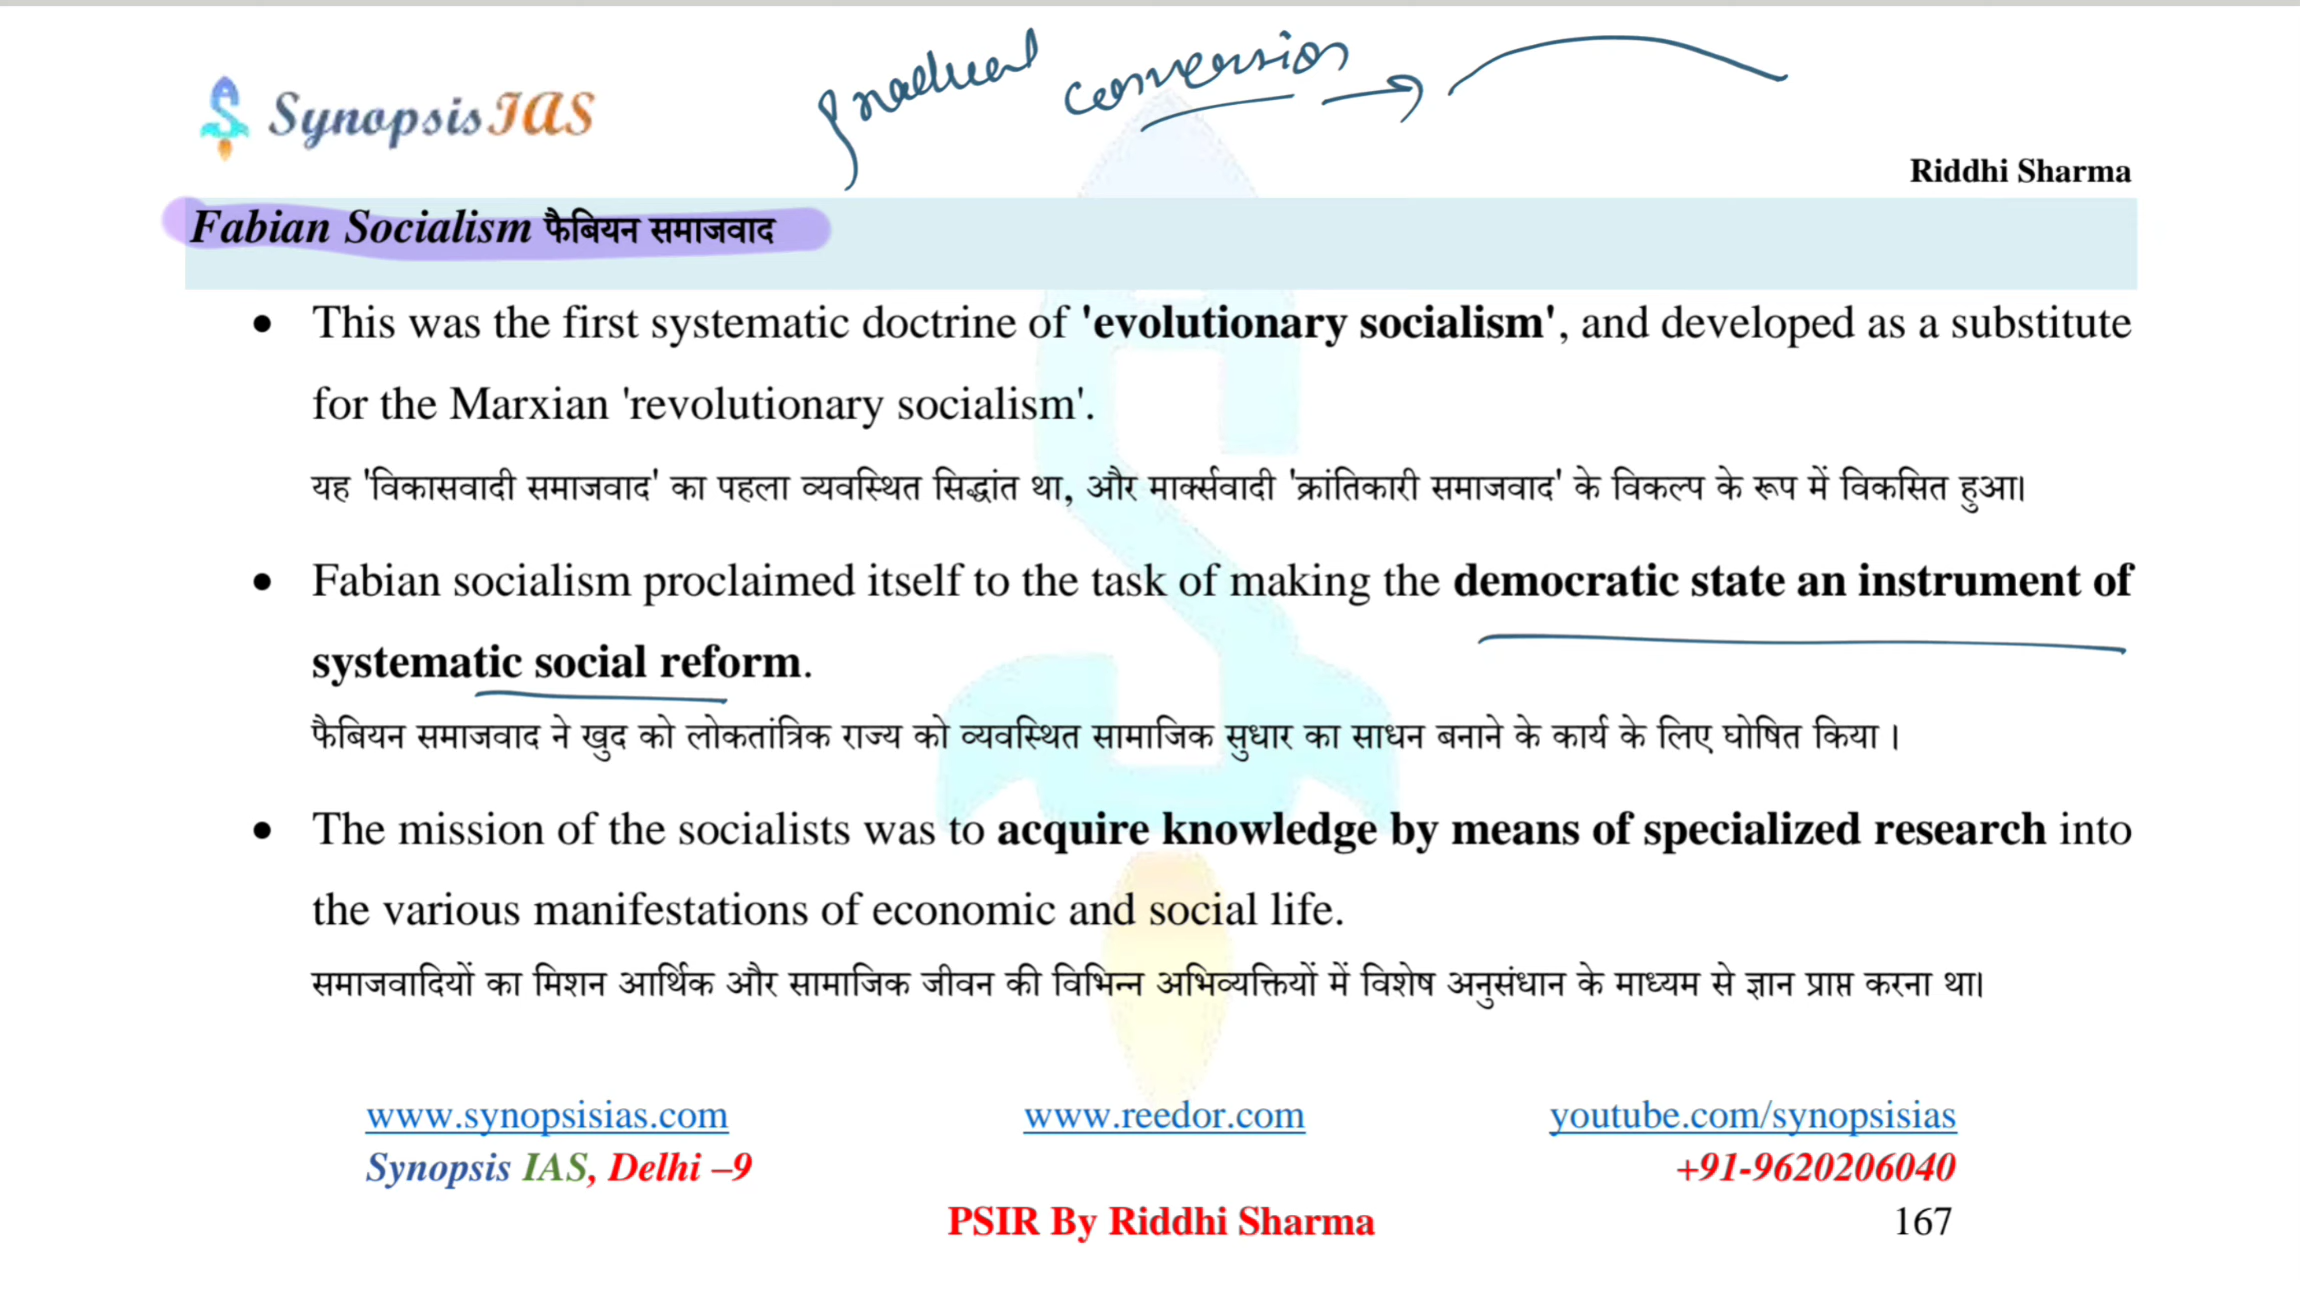 gradual conversion →
Synopsis IAS
Riddhi Sharma
Fabian Socialism फैबियन समाजवाद
• This was the first systematic doctrine of 'evolutionary socialism', and developed as a substitute
for the Marxian 'revolutionary socialism'.
यह 'विकासवादी समाजवाद' का पहला व्यवस्थित सिद्धांत था, और मार्क्सवादी 'क्रांतिकारी समाजवाद' के विकल्प के रूप में विकसित हुआ।
• Fabian socialism proclaimed itself to the task of making the democratic state an instrument of
systematic social reform.
फैबियन समाजवाद ने खुद को लोकतांत्रिक राज्य को व्यवस्थित सामाजिक सुधार का साधन बनाने के कार्य के लिए घोषित किया ।
• The mission of the socialists was to acquire knowledge by means of specialized research into
the various manifestations of economic and social life.
समाजवादियों का मिशन आर्थिक और सामाजिक जीवन की विभिन्न अभिव्यक्तियों में विशेष अनुसंधान के माध्यम से ज्ञान प्राप्त करना था।
www.synopsisias.com www.reedor.com youtube.com/synopsisias
Synopsis IAS, Delhi –9 +91-9620206040
PSIR By Riddhi Sharma 167